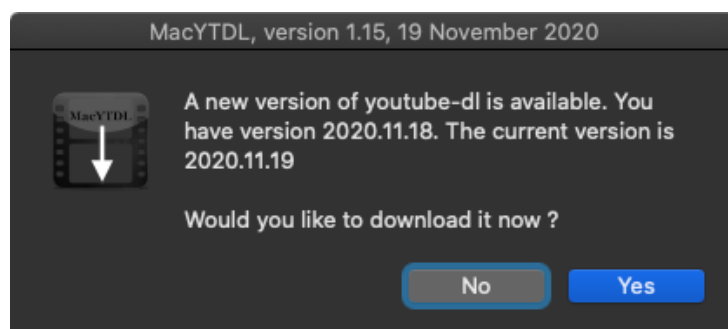 MacYTDL, version 1.15, 19 November 2020
MacYTDL
A new version of youtube-dl is available. You
have version 2020.11.18. The current version is
2020.11.19
Would you like to download it now ?
No
Yes